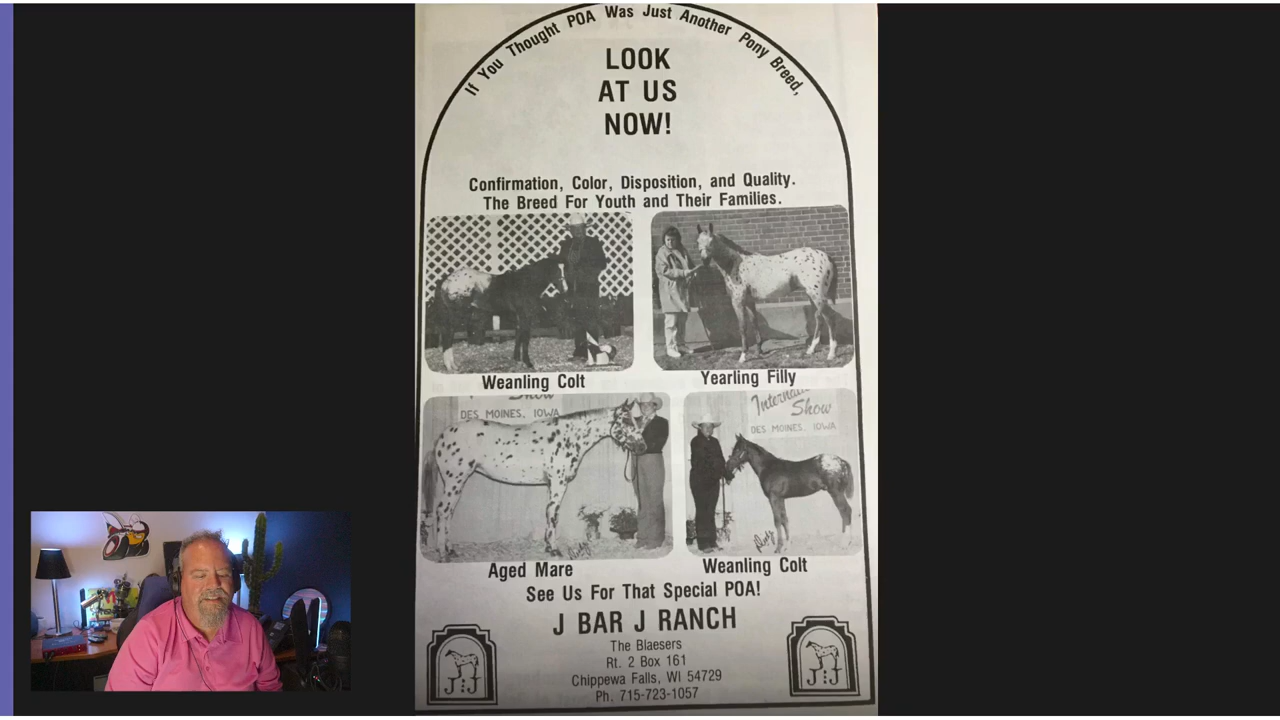 If You Thought POA Was Just Another Pony Breed,
LOOK
AT US
NOW!
Confirmation, Color, Disposition, and Quality.
The Breed For Youth and Their Families.
Weanling Colt
Yearling Filly
Show
DES MOINES, IOWA
International
Show
DES MOINES, IOWA
Aged Mare
Weanling Colt
See Us For That Special POA!
J BAR J RANCH
The Blaesers
Rt. 2 Box 161
Chippewa Falls, WI 54729
Ph. 715-723-1057
J:J
J:J